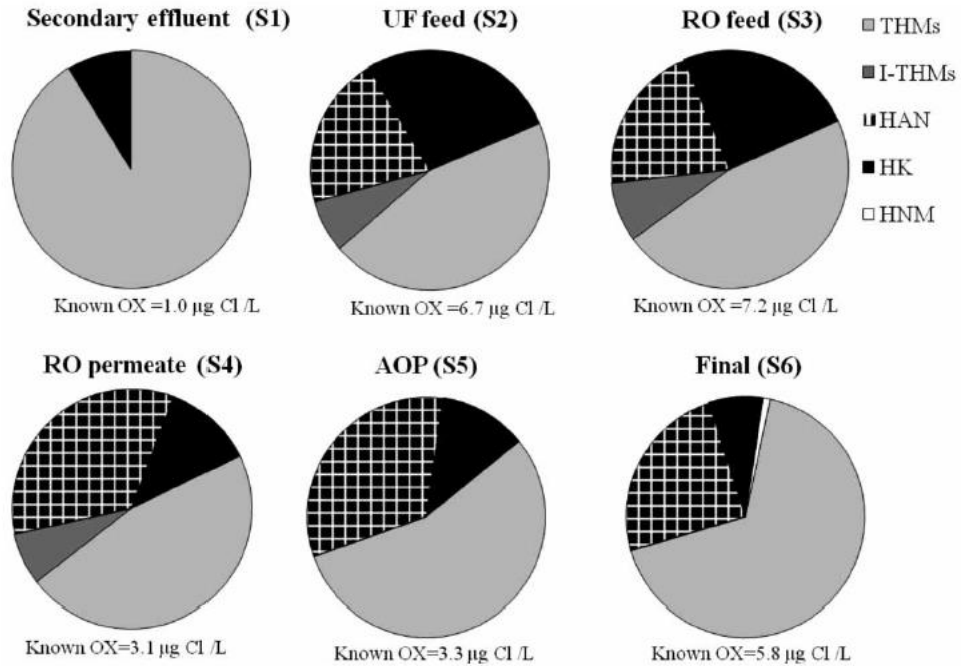 Secondary effluent (S1)
UF feed (S2)
RO feed (S3)
THMs
I-THMs
HAN
HK
HNM
Known OX =1.0 µg Cl /L
Known OX =6.7 µg Cl /L
Known OX =7.2 µg Cl /L
RO permeate (S4)
AOP (S5)
Final (S6)
Known OX=3.1 µg Cl /L
Known OX=3.3 µg Cl /L
Known OX=5.8 µg Cl /L